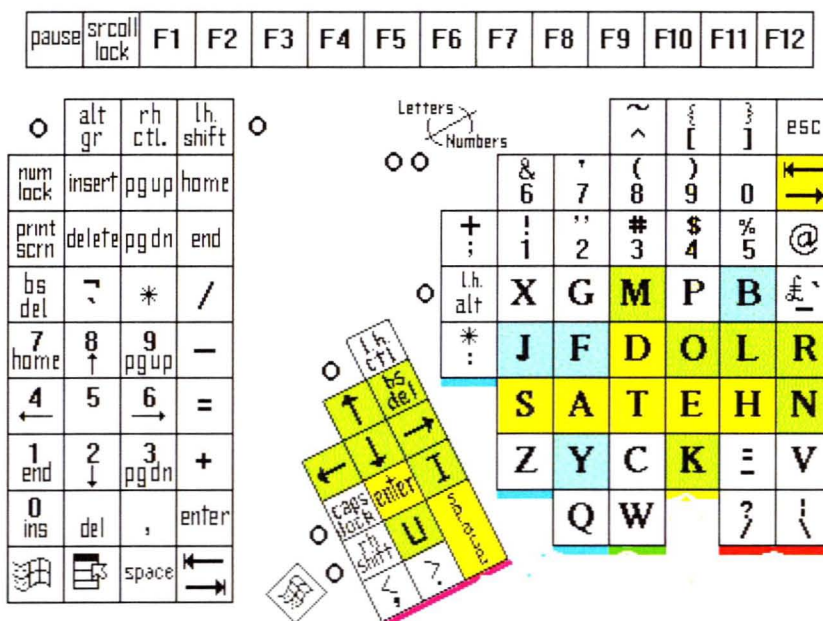 pause srcoll lock F1 F2 F3 F4 F5 F6 F7 F8 F9 F10 F11 F12
alt gr rh ctl. lh. shift
num lock insert pg up home
print scrn delete pg dn end
bs del ¬ ` * /
7 home 8 ↑ 9 pg up −
4 ← 5 6 → =
1 end 2 ↓ 3 pg dn +
0 ins del , enter
space
Letters
Numbers
~ ^ { [ } ] esc
& 6 ' 7 ( 8 ) 9 0
+ ; ! 1 '' 2 # 3 $ 4 % 5 @
l.h. alt X G M P B £ ` _
* : J F D O L R
S A T E H N
Z Y C K V
Q W ? / ¦ \
l.h. ctl
↑ bs del
← ↓ →
caps lock enter I
rh shift U spacebar
< , > .